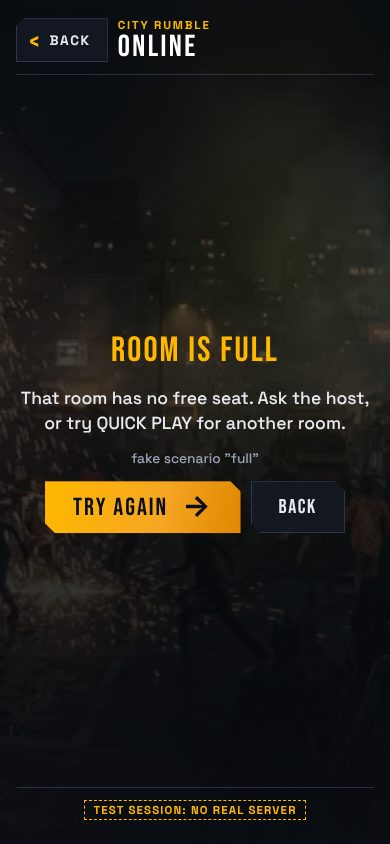 < BACK
CITY RUMBLE
ONLINE
ROOM IS FULL
That room has no free seat. Ask the host,
or try QUICK PLAY for another room.
fake scenario "full"
TRY AGAIN →
BACK
TEST SESSION: NO REAL SERVER